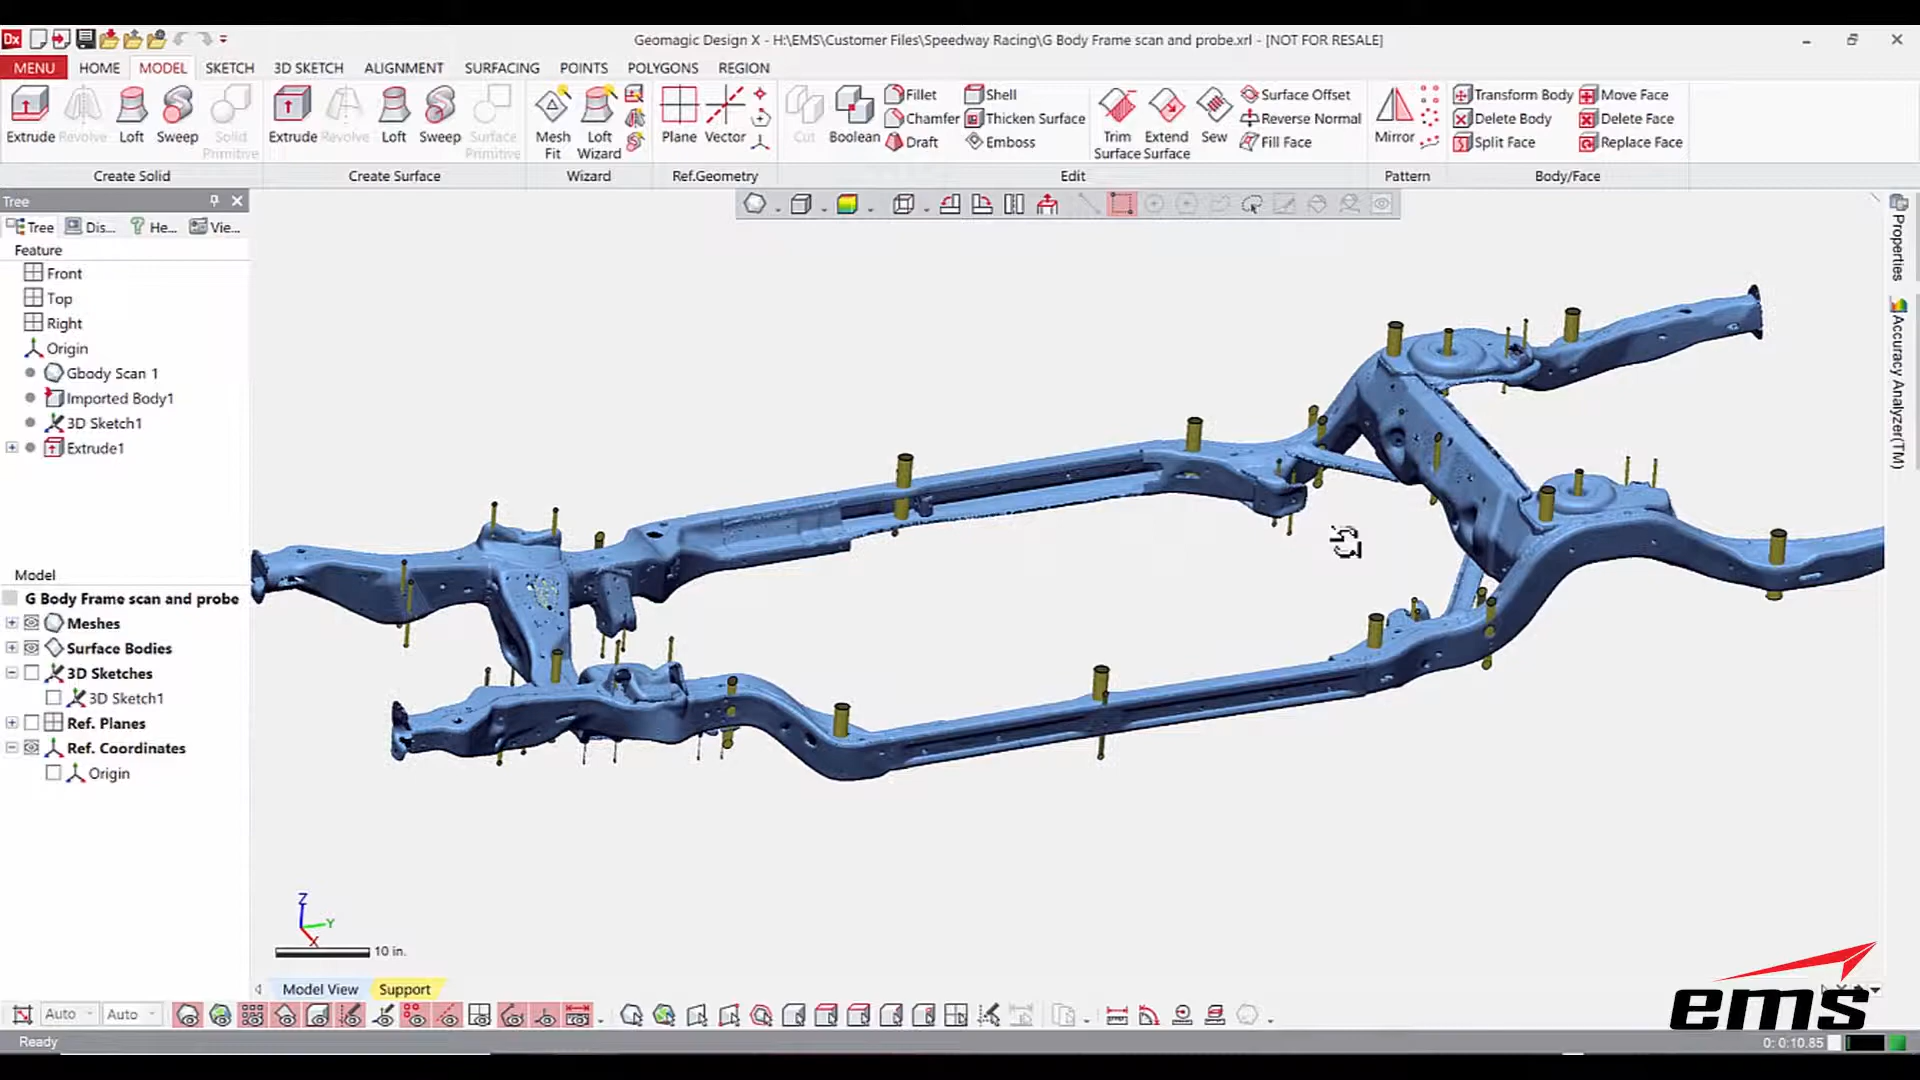 Dx
Geomagic Design X - H:\EMS\Customer Files\Speedway Racing\G Body Frame scan and probe.xrl - [NOT FOR RESALE]
MENU HOME MODEL SKETCH 3D SKETCH ALIGNMENT SURFACING POINTS POLYGONS REGION
Extrude Revolve Loft Sweep Solid Primitive
Create Solid
Extrude Revolve Loft Sweep Surface Primitive
Create Surface
Mesh Fit Loft Wizard
Wizard
Plane Vector
Ref.Geometry
Cut Boolean
Fillet Shell
Chamfer Thicken Surface
Draft Emboss
Trim Surface Extend Surface Sew
Surface Offset
Reverse Normal
Fill Face
Edit
Mirror
Pattern
Transform Body Move Face
Delete Body Delete Face
Split Face Replace Face
Body/Face
Tree
Tree Dis... He... Vie...
Feature
Front
Top
Right
Origin
Gbody Scan 1
Imported Body1
3D Sketch1
Extrude1
Model
G Body Frame scan and probe
Meshes
Surface Bodies
3D Sketches
3D Sketch1
Ref. Planes
Ref. Coordinates
Origin
Properties
Accuracy Analyzer(TM)
Z
Y
X
10 in.
Model View Support
Auto Auto
ems
Ready
0: 0:10.85